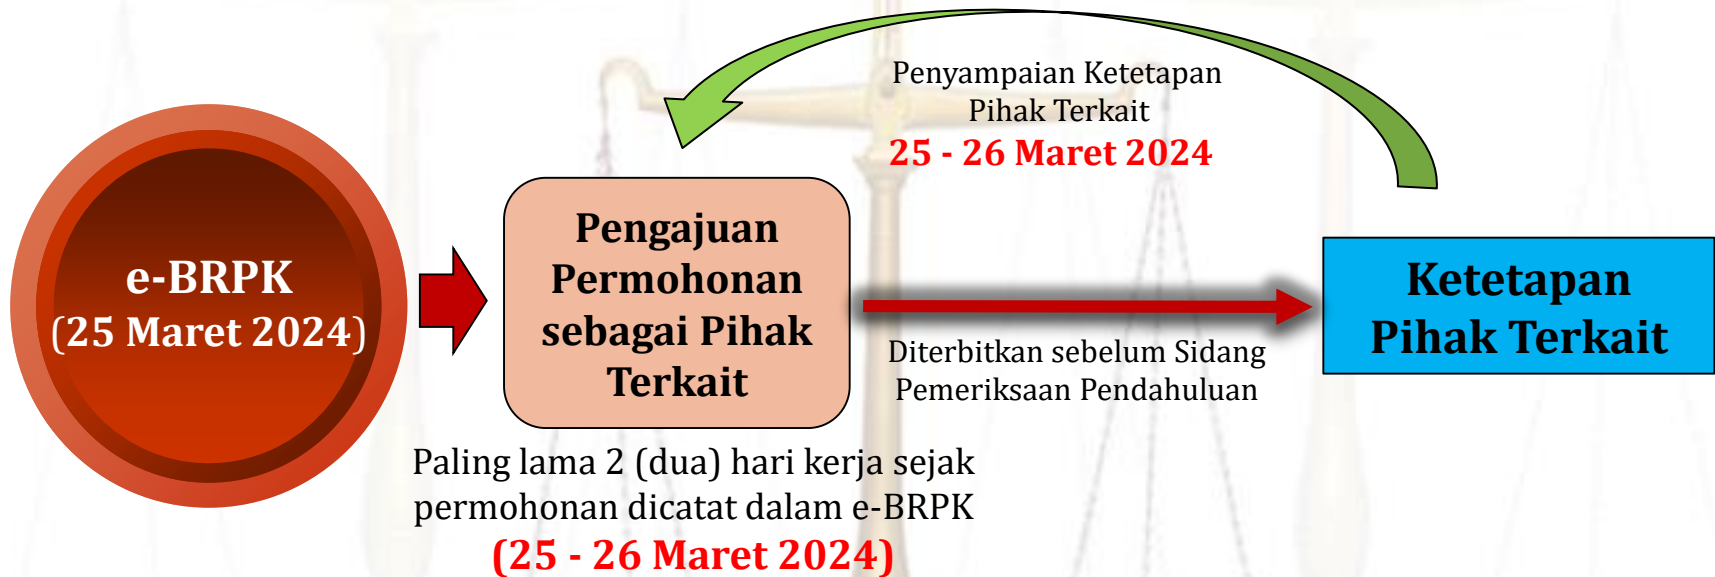 Penyampaian Ketetapan
Pihak Terkait
25 - 26 Maret 2024
e-BRPK
(25 Maret 2024)
Pengajuan
Permohonan
sebagai Pihak
Terkait
Diterbitkan sebelum Sidang
Pemeriksaan Pendahuluan
Ketetapan
Pihak Terkait
Paling lama 2 (dua) hari kerja sejak
permohonan dicatat dalam e-BRPK
(25 - 26 Maret 2024)